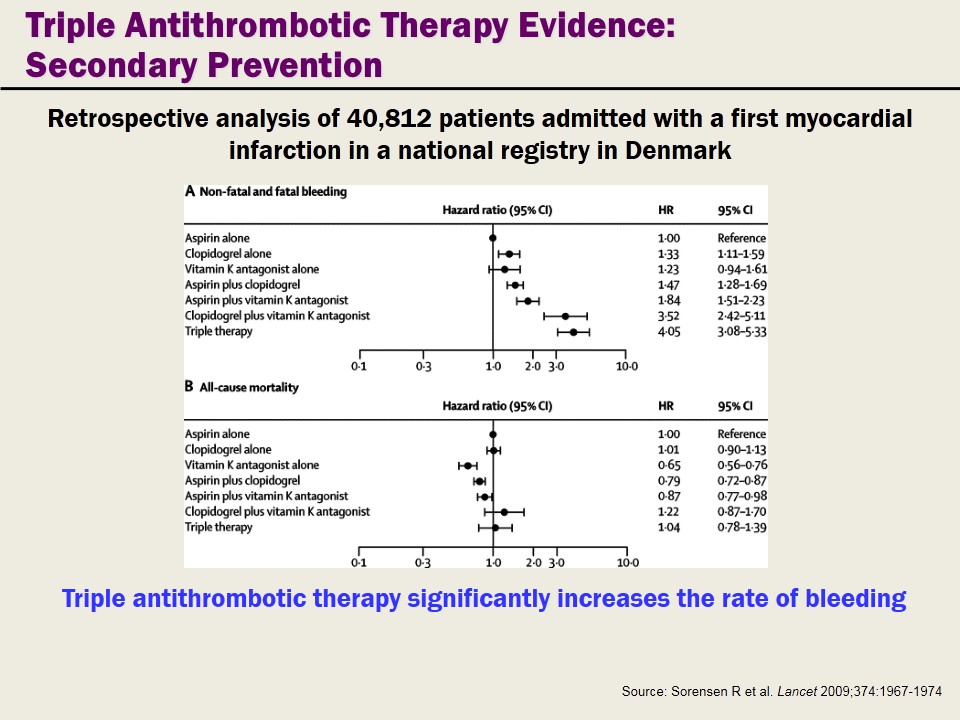 Triple Antithrombotic Therapy Evidence:
Secondary Prevention
Retrospective analysis of 40,812 patients admitted with a first myocardial
infarction in a national registry in Denmark
A Non-fatal and fatal bleeding
Hazard ratio (95% CI) HR 95% CI
Aspirin alone 1·00 Reference
Clopidogrel alone 1·33 1·11–1·59
Vitamin K antagonist alone 1·23 0·94–1·61
Aspirin plus clopidogrel 1·47 1·28–1·69
Aspirin plus vitamin K antagonist 1·84 1·51–2·23
Clopidogrel plus vitamin K antagonist 3·52 2·42–5·11
Triple therapy 4·05 3·08–5·33
0·1 0·3 1·0 2·0 3·0 10·0
B All-cause mortality
Hazard ratio (95% CI) HR 95% CI
Aspirin alone 1·00 Reference
Clopidogrel alone 1·01 0·90–1·13
Vitamin K antagonist alone 0·65 0·56–0·76
Aspirin plus clopidogrel 0·79 0·72–0·87
Aspirin plus vitamin K antagonist 0·87 0·77–0·98
Clopidogrel plus vitamin K antagonist 1·22 0·87–1·70
Triple therapy 1·04 0·78–1·39
0·1 0·3 1·0 2·0 3·0 10·0
Triple antithrombotic therapy significantly increases the rate of bleeding
Source: Sorensen R et al. Lancet 2009;374:1967-1974